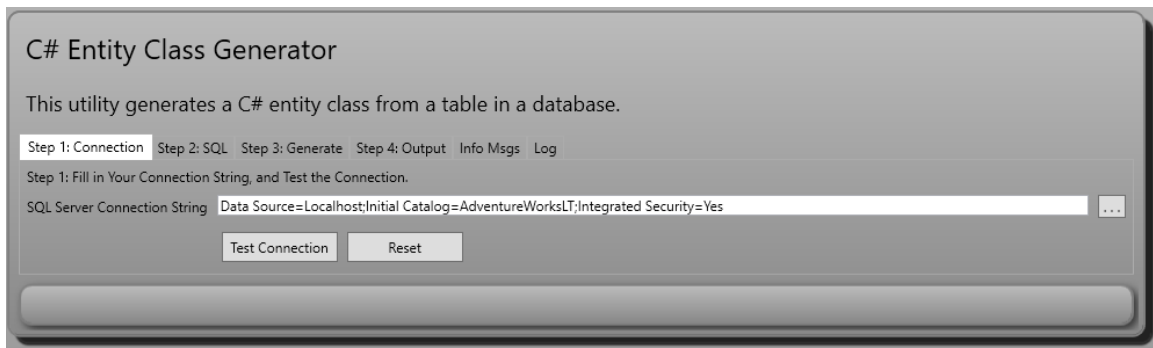 C# Entity Class Generator
This utility generates a C# entity class from a table in a database.
Step 1: Connection Step 2: SQL Step 3: Generate Step 4: Output Info Msgs Log
Step 1: Fill in Your Connection String, and Test the Connection.
SQL Server Connection String Data Source=Localhost;Initial Catalog=AdventureWorksLT;Integrated Security=Yes ...
Test Connection Reset